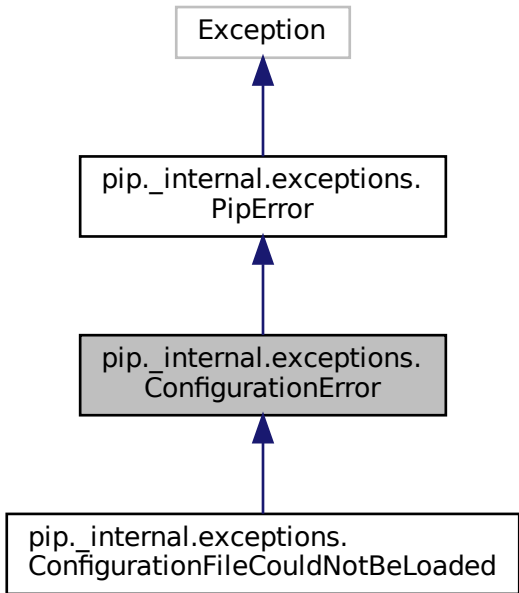 Exception
pip._internal.exceptions.
PipError
pip._internal.exceptions.
ConfigurationError
pip._internal.exceptions.
ConfigurationFileCouldNotBeLoaded